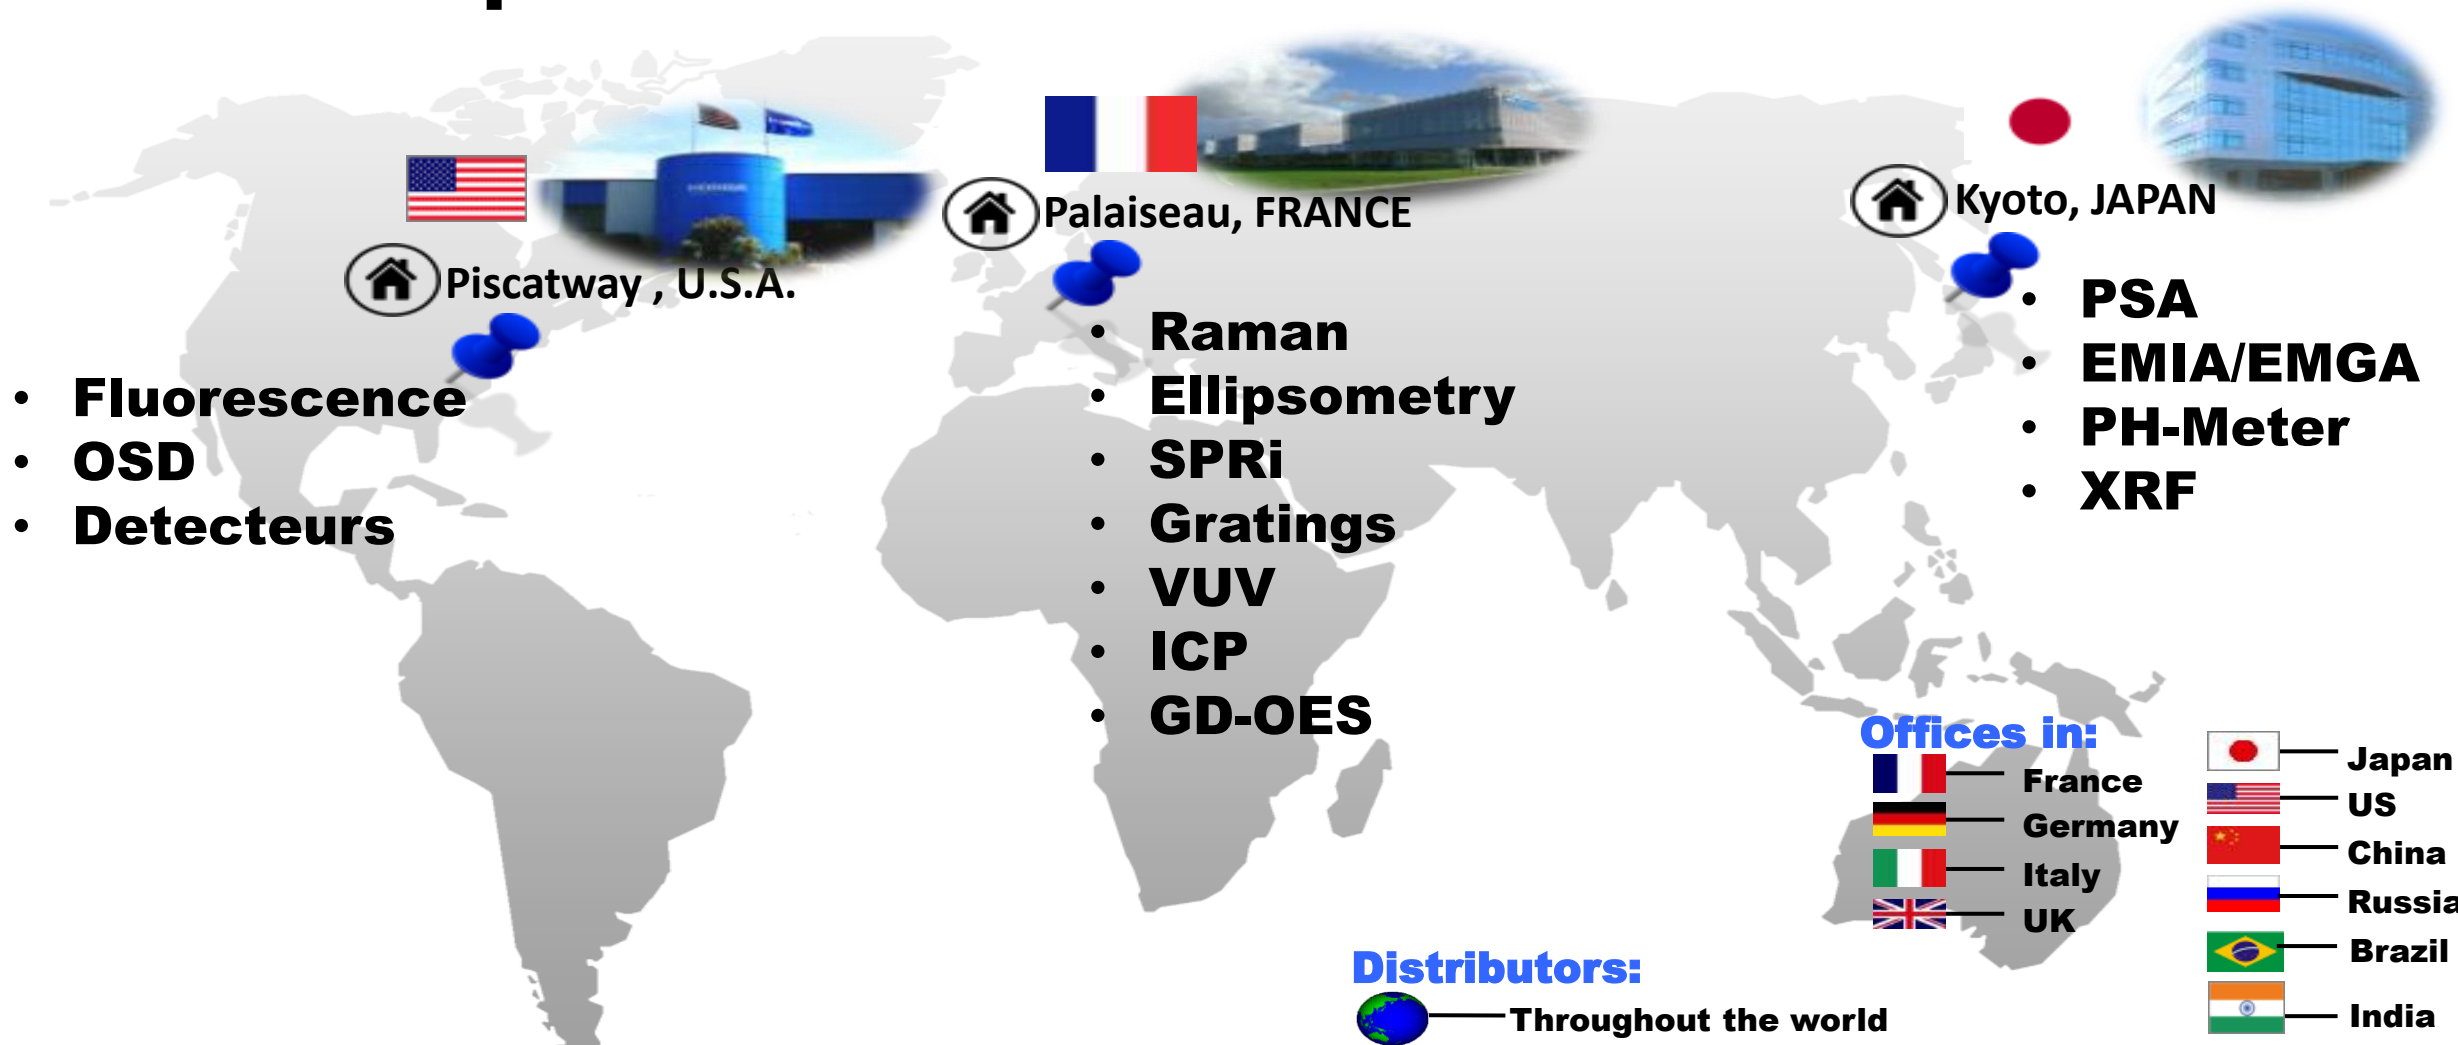 Palaiseau, FRANCE
Kyoto, JAPAN
Piscatway , U.S.A.
• Fluorescence
• OSD
• Detecteurs
• Raman
• Ellipsometry
• SPRi
• Gratings
• VUV
• ICP
• GD-OES
• PSA
• EMIA/EMGA
• PH-Meter
• XRF
Offices in:
France
Germany
Italy
UK
Japan
US
China
Russia
Brazil
India
Distributors:
Throughout the world